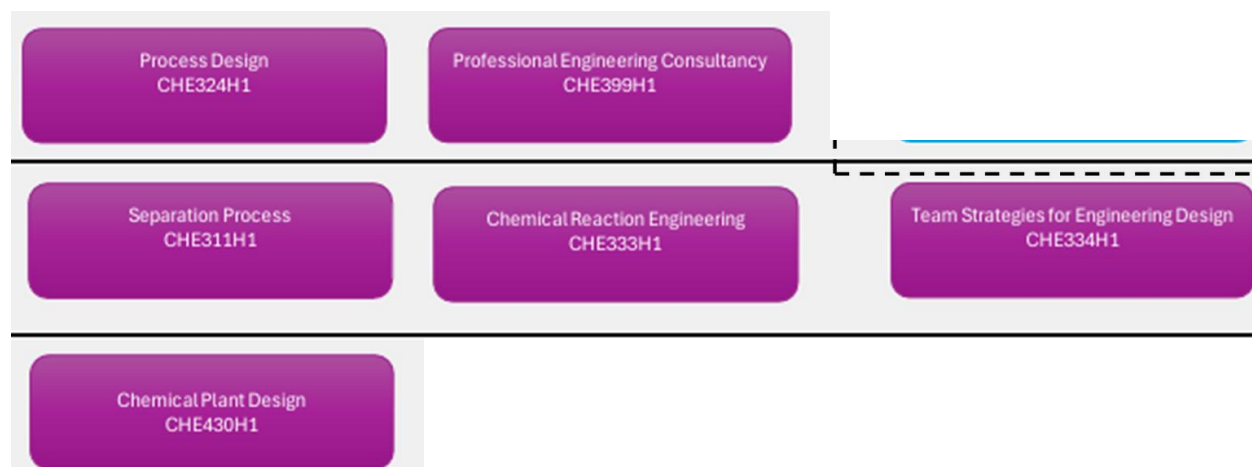 Process Design
CHE324H1
Professional Engineering Consultancy
CHE399H1
Separation Process
CHE311H1
Chemical Reaction Engineering
CHE333H1
Team Strategies for Engineering Design
CHE334H1
Chemical Plant Design
CHE430H1